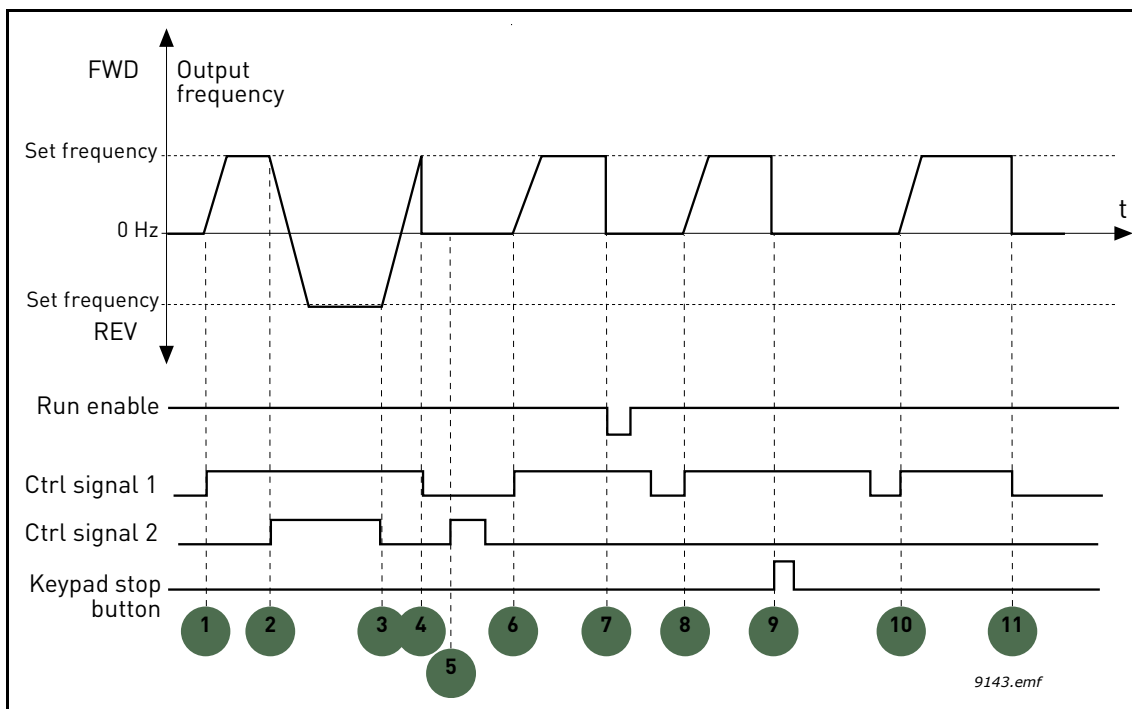 FWD
Output
frequency
Set frequency
0 Hz
t
Set frequency
REV
Run enable
Ctrl signal 1
Ctrl signal 2
Keypad stop
button
1
2
3
4
5
6
7
8
9
10
11
9143.emf